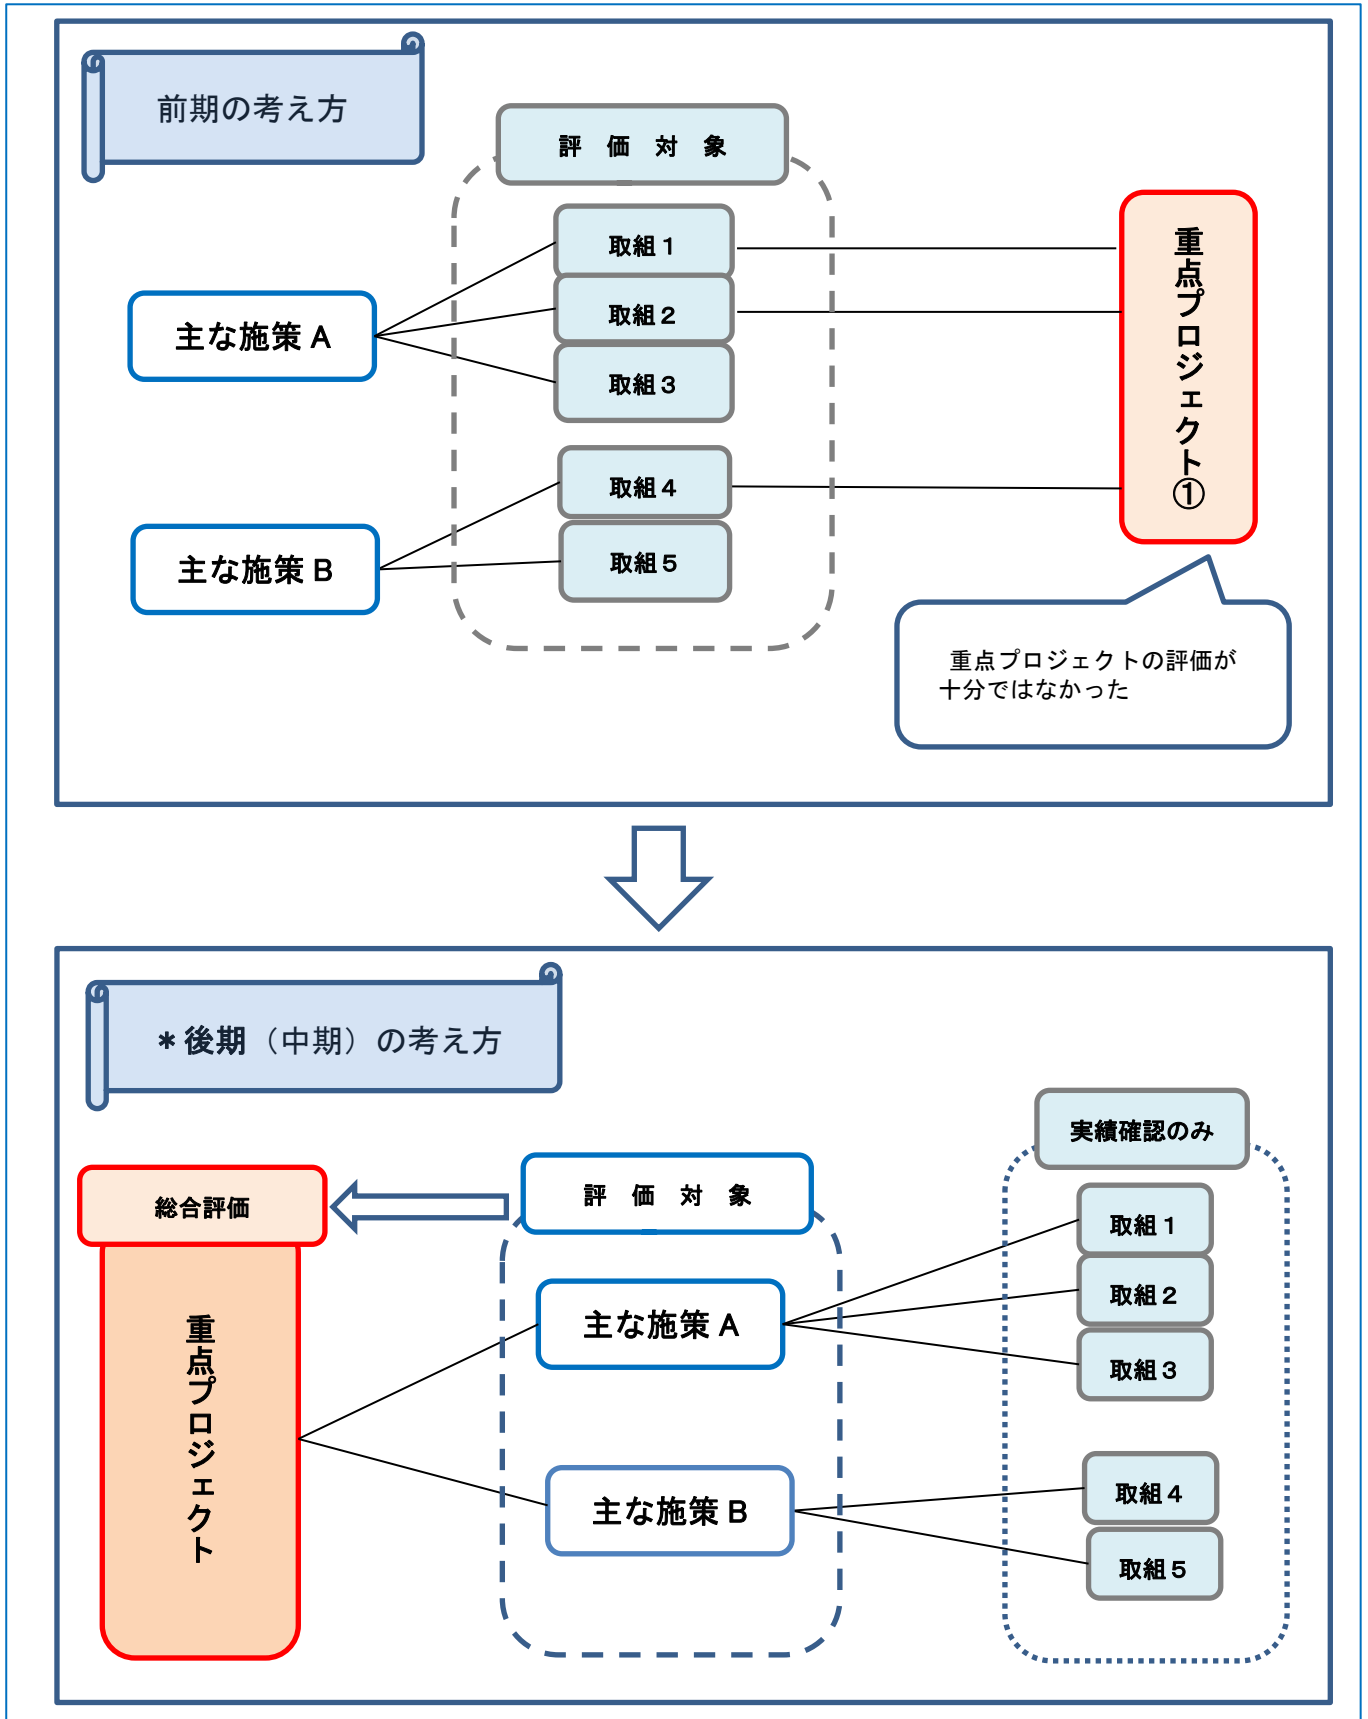 前期の考え方
評 価 対 象
取組1
取組2
取組3
主な施策A
取組4
取組5
主な施策B
重点プロジェクト①
重点プロジェクトの評価が
十分ではなかった
＊後期（中期）の考え方
実績確認のみ
総合評価
評 価 対 象
取組1
取組2
取組3
主な施策A
重点プロジェクト
取組4
取組5
主な施策B